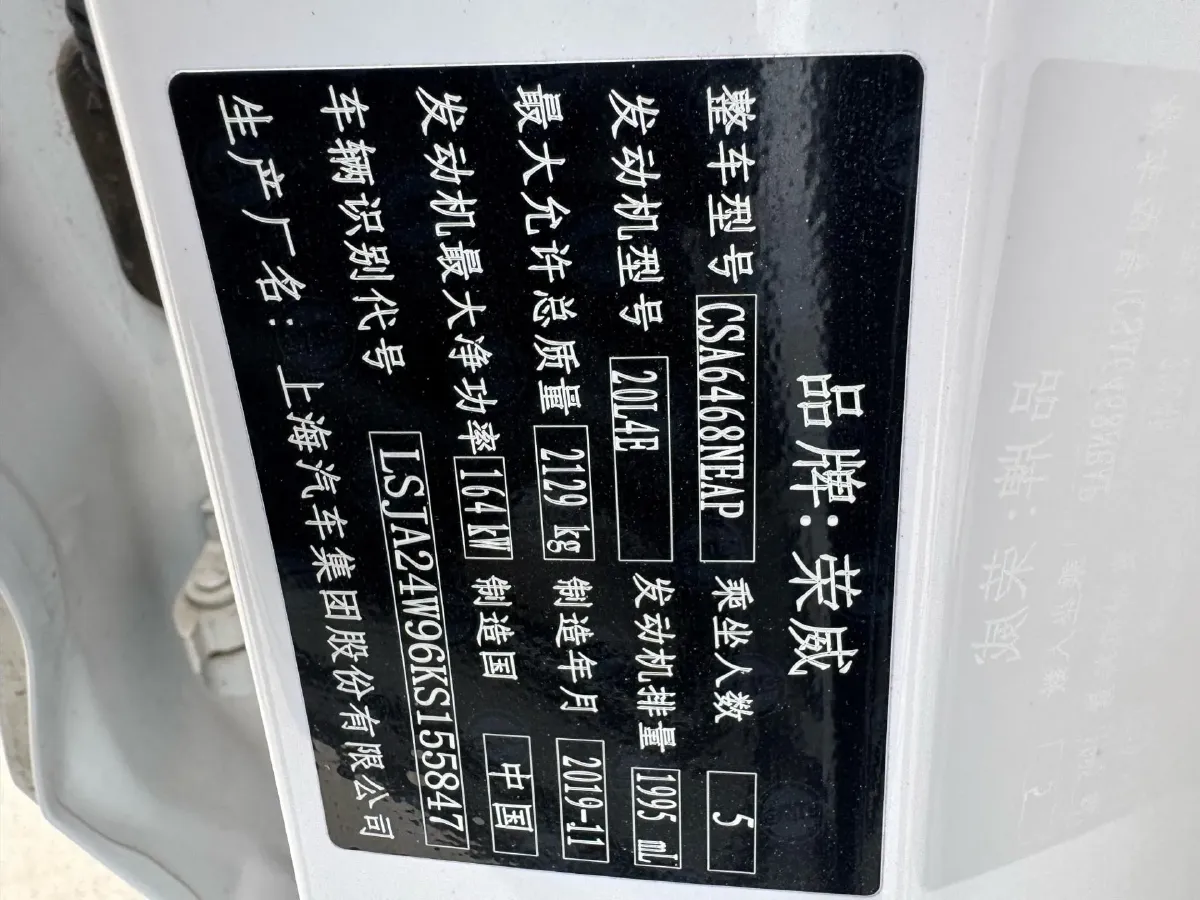 品牌：荣威
整车型号 CSA6468NEAP 乘坐人数 5
发动机型号 20L4E 发动机排量 1995 mL
最大允许总质量 2129 kg 制造年月 2019-11
发动机最大净功率 164 kW 制造国 中国
车辆识别代号 LSJA24W96KS155847
生产厂名：上海汽车集团股份有限公司